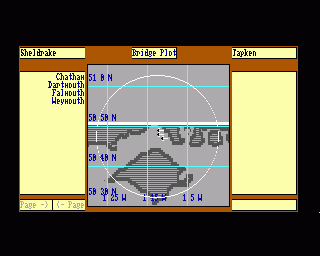 Sheldrake
Bridge Plot
Yapken
Chatham
Dartmouth
Falmouth
Weymouth
51 0 N
50 50 N
50 40 N
50 30 N
1 25 W
1 15 W
1 5 W
Page -)
(- Page